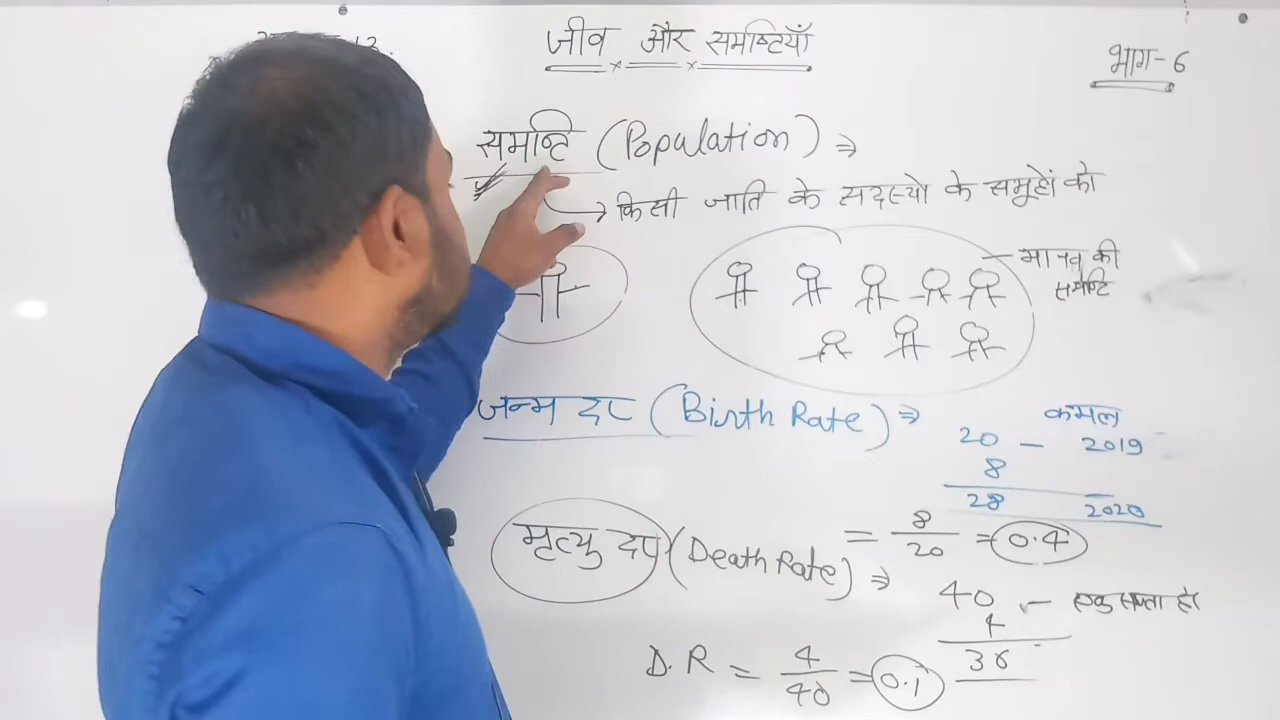 13.
जीव और समष्टियाँ
भाग-6
समष्टि (Population) ⇒
→ किसी जाति के सदस्यो के समूहों को
मानव की
समष्टि
जन्म दर (Birth Rate) ⇒
कमल
20 - 2019
8
28 2020
= 8/20 = 0.4
मृत्यु दर (Death Rate) ⇒
40 -
4
36
D.R = 4/40 = 0.1